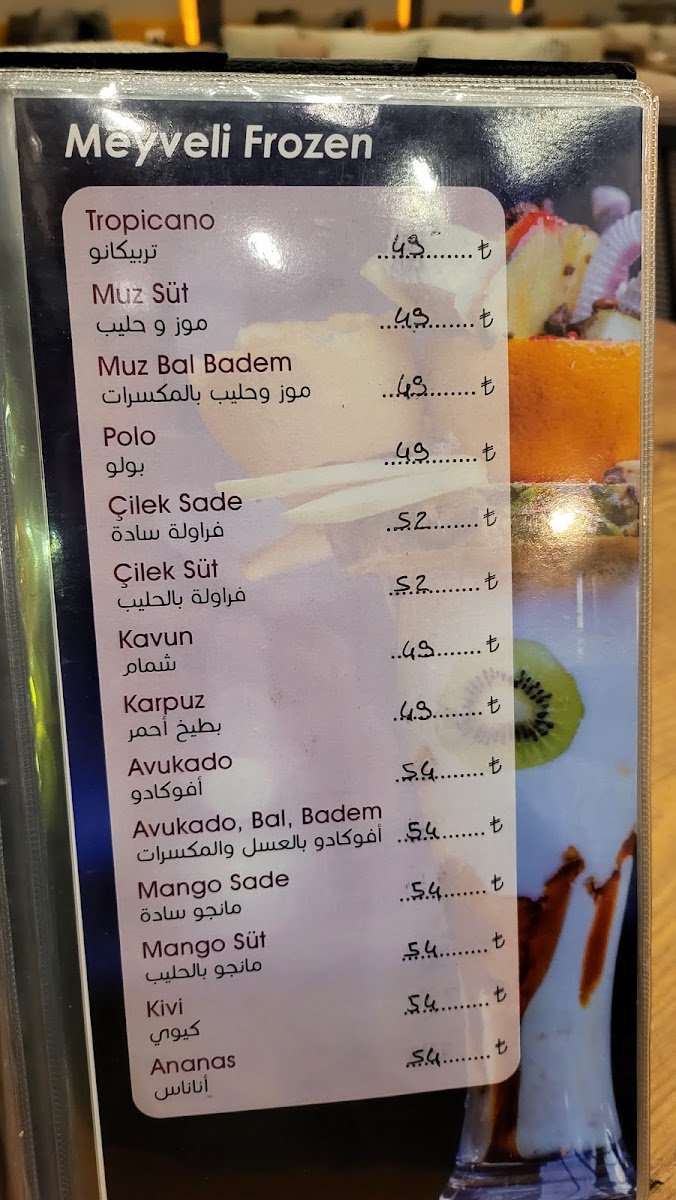 Meyveli Frozen
Tropicano
تربيكانو ..49.......₺
Muz Süt
موز و حليب ..49.......₺
Muz Bal Badem
موز وحليب بالمكسرات ..49.......₺
Polo
بولو ..49.......₺
Çilek Sade
فراولة سادة ..52.......₺
Çilek Süt
فراولة بالحليب ..52.......₺
Kavun
شمام ..49.......₺
Karpuz
بطيخ أحمر ..49.......₺
Avukado
أفوكادو ..54.......₺
Avukado, Bal, Badem
أفوكادو بالعسل والمكسرات ..54.......₺
Mango Sade
مانجو سادة ..54.......₺
Mango Süt
مانجو بالحليب ..54.......₺
Kivi
كيوي ..54.......₺
Ananas
أناناس ..54.......₺